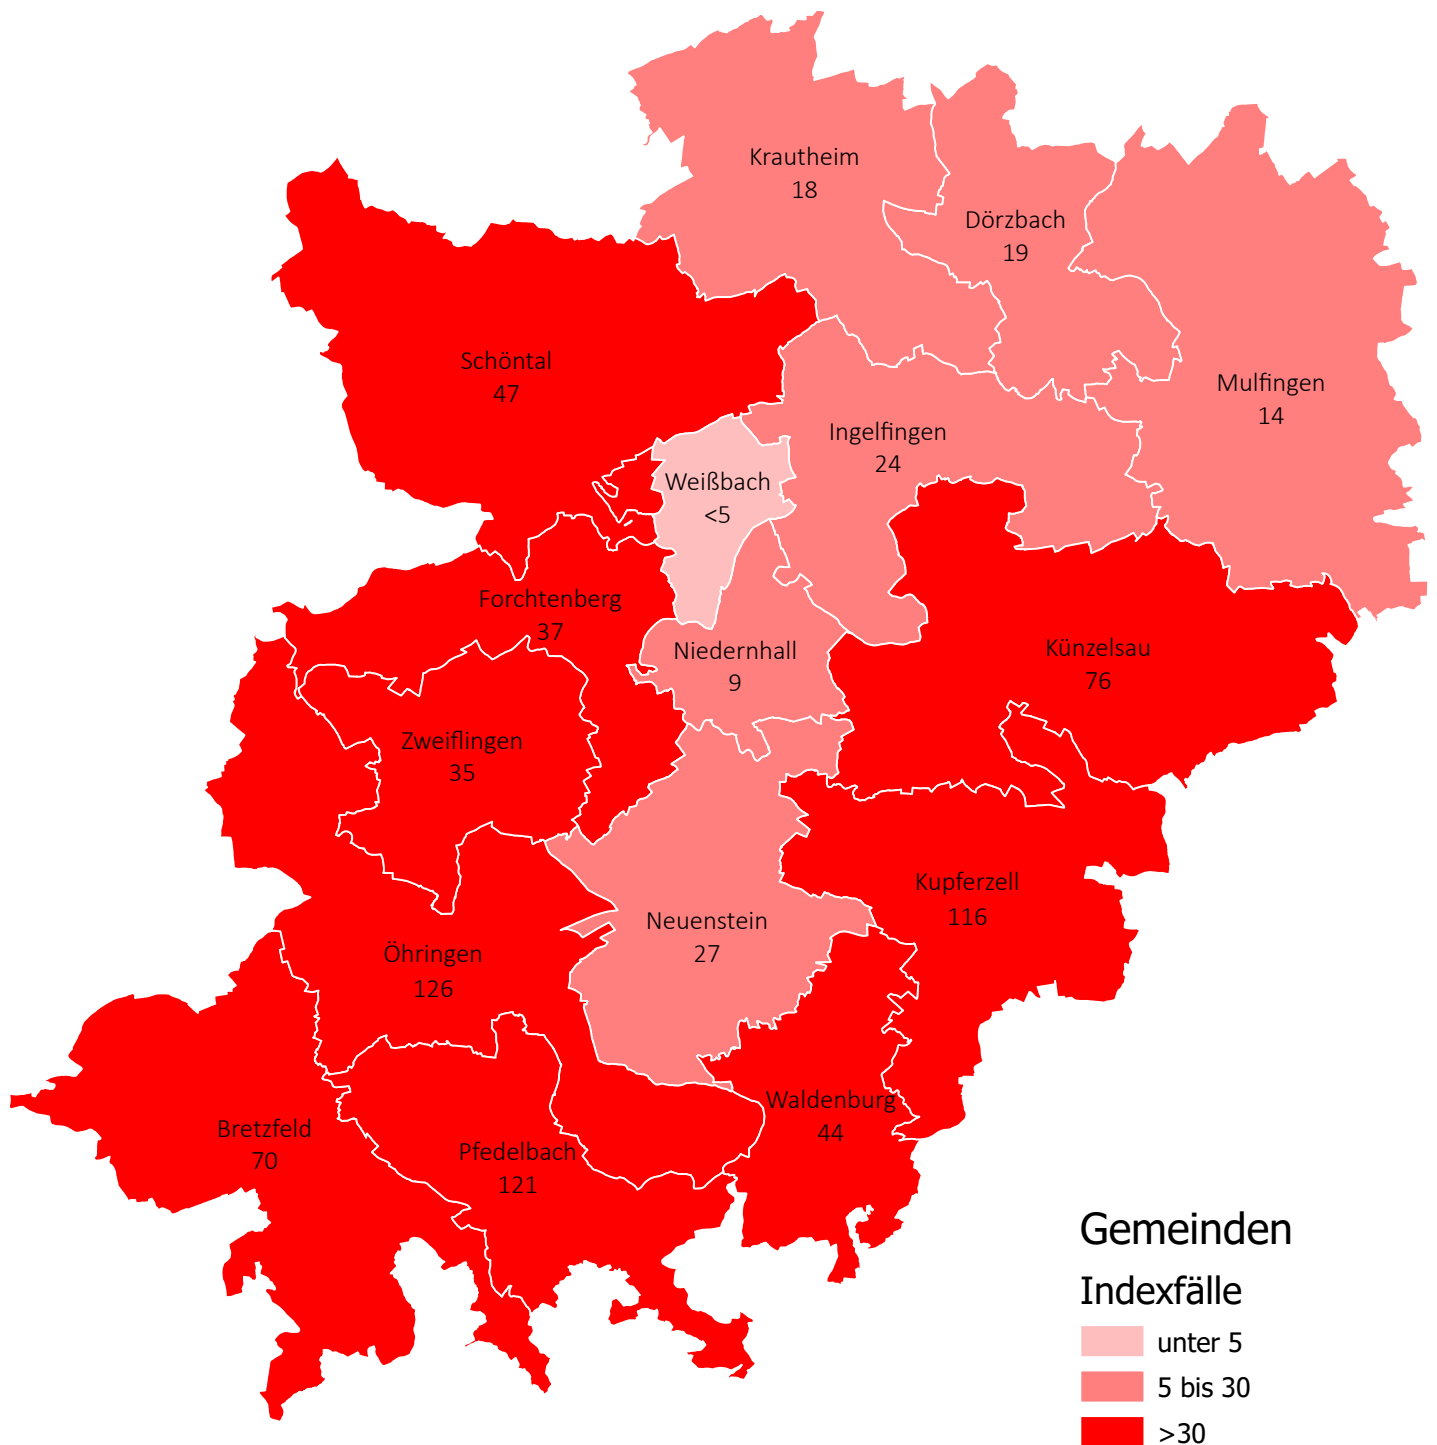 Krautheim
18
Dörzbach
19
Schöntal
47
Mulfingen
14
Ingelfingen
24
Weißbach
<5
Forchtenberg
37
Niedernhall
9
Künzelsau
76
Zweiflingen
35
Kupferzell
116
Neuenstein
27
Öhringen
126
Waldenburg
44
Bretzfeld
70
Pfedelbach
121
Gemeinden
Indexfälle
unter 5
5 bis 30
>30